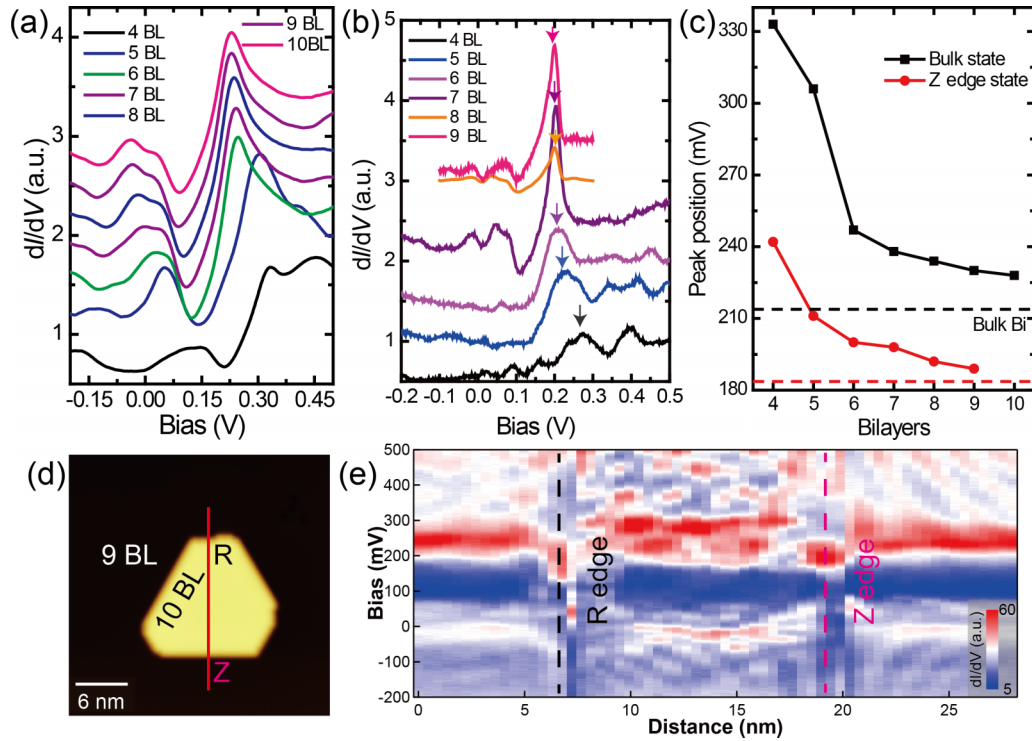 (a)
4
3
2
1
dI/dV (a.u.)
4 BL
5 BL
6 BL
7 BL
8 BL
9 BL
10BL
-0.15 0.00 0.15 0.30 0.45
Bias (V)
(b)
5
4
3
2
1
dI/dV (a.u.)
4 BL
5 BL
6 BL
7 BL
8 BL
9 BL
-0.2 -0.1 0.0 0.1 0.2 0.3 0.4 0.5
Bias (V)
(c)
330
300
270
240
210
180
Peak position (mV)
Bulk state
Z edge state
Bulk Bi
4 5 6 7 8 9 10
Bilayers
(d)
9 BL
10 BL
R
Z
6 nm
(e)
500
400
300
200
100
0
-100
-200
Bias (mV)
R edge
Z edge
60
5
dI/dV (a.u.)
0 5 10 15 20 25
Distance (nm)